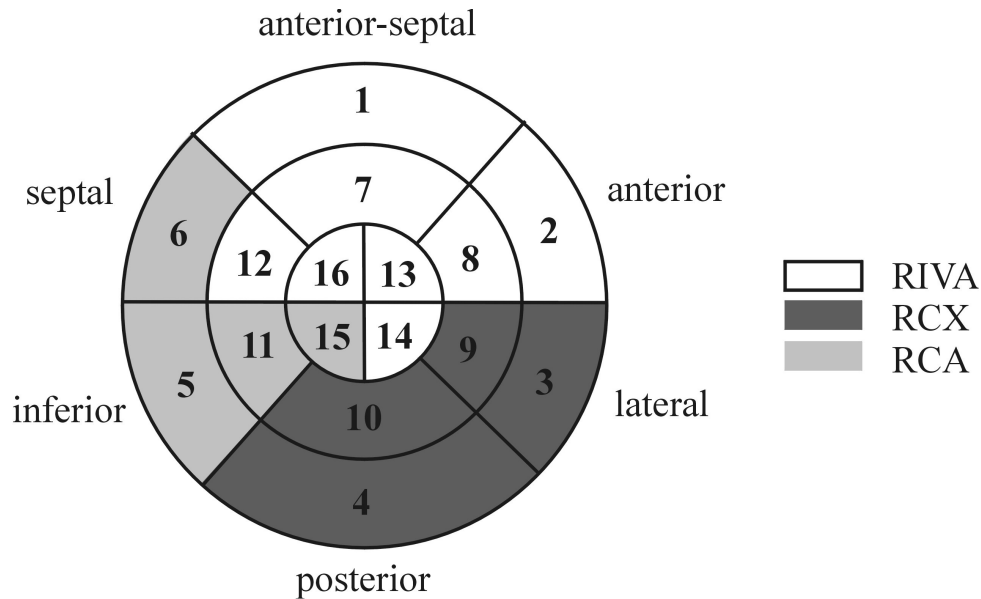 anterior-septal
1
septal
7
anterior
6
2
12
16
13
8
RIVA
RCX
RCA
11
15
14
9
5
3
inferior
lateral
10
4
posterior